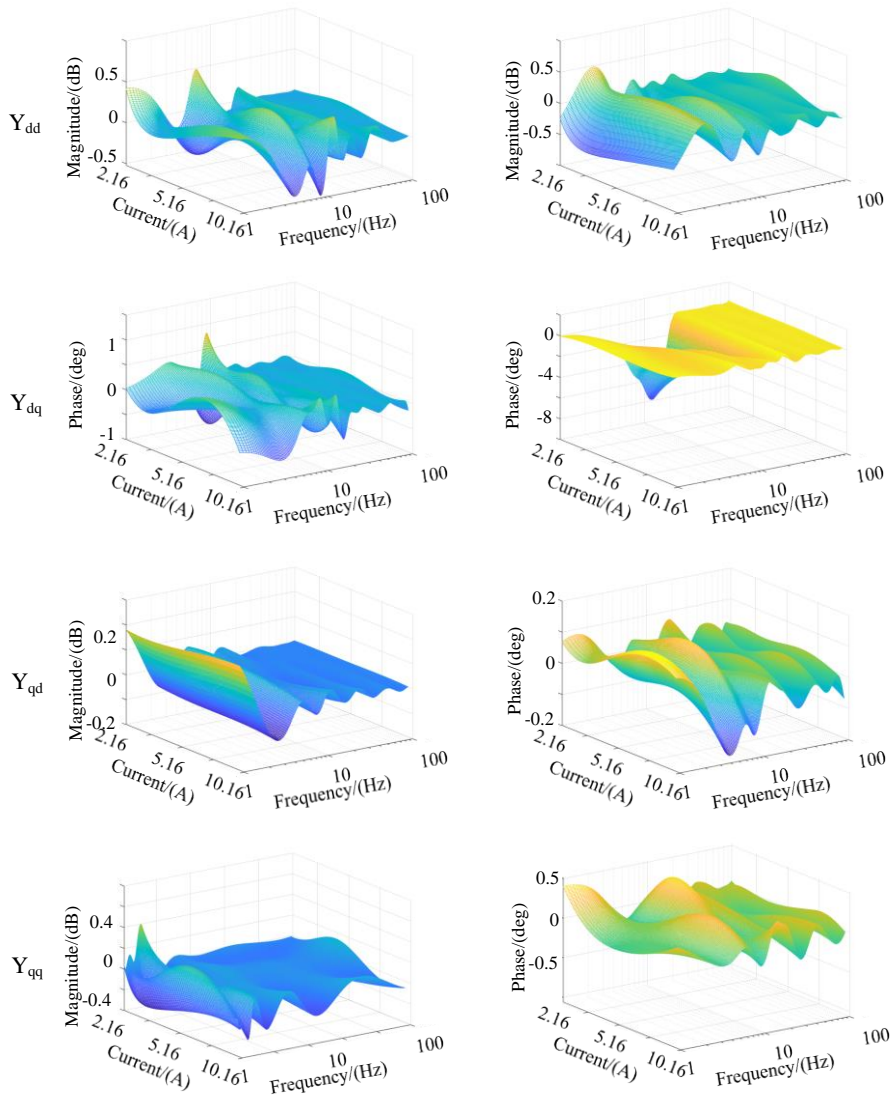 Y_dd
Magnitude/(dB)
0.5
0
-0.5
2.16
5.16
10.161
Current/(A)
10
100
Frequency/(Hz)
Magnitude/(dB)
0.5
0
-0.5
2.16
5.16
10.161
Current/(A)
10
100
Frequency/(Hz)
Y_dq
Phase/(deg)
1
0
-1
2.16
5.16
10.161
Current/(A)
10
100
Frequency/(Hz)
Phase/(deg)
0
-4
-8
2.16
5.16
10.161
Current/(A)
10
100
Frequency/(Hz)
Y_qd
Magnitude/(dB)
0.2
0
-0.2
2.16
5.16
10.161
Current/(A)
10
100
Frequency/(Hz)
Phase/(deg)
0.2
0
-0.2
2.16
5.16
10.161
Current/(A)
10
100
Frequency/(Hz)
Y_qq
Magnitude/(dB)
0.4
0
-0.4
2.16
5.16
10.161
Current/(A)
10
100
Frequency/(Hz)
Phase/(deg)
0.5
0
-0.5
2.16
5.16
10.161
Current/(A)
10
100
Frequency/(Hz)